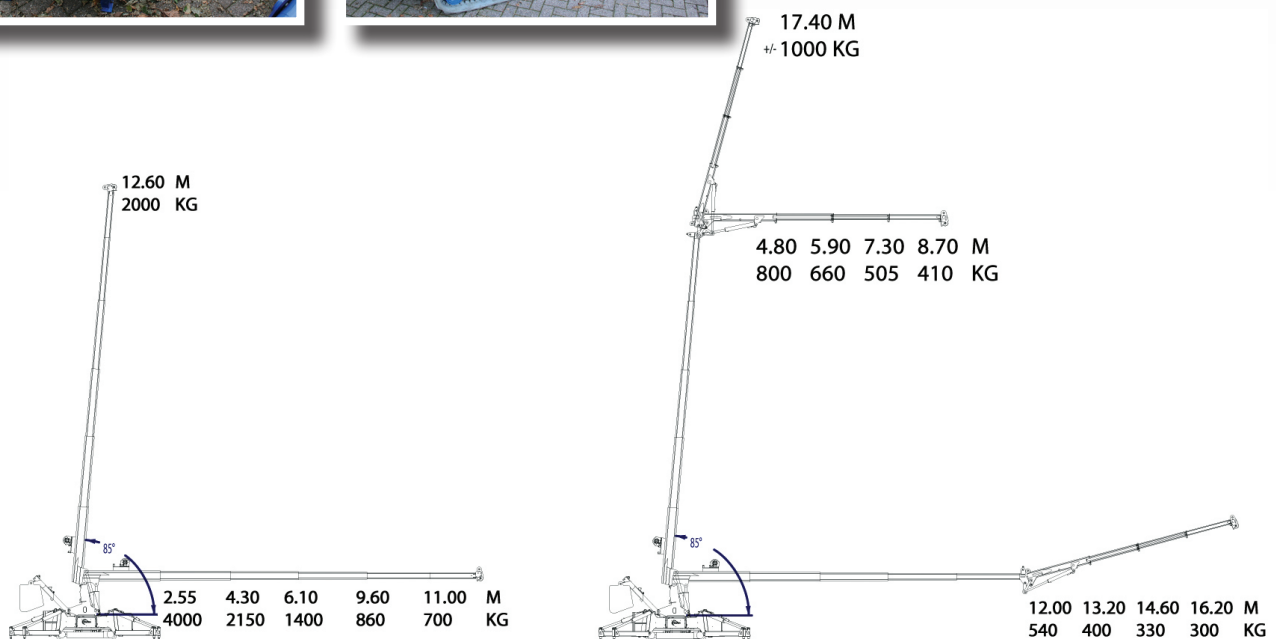 17.40 M
+/- 1000 KG
12.60 M
2000 KG
4.80 5.90 7.30 8.70 M
800 660 505 410 KG
85°
2.55 4.30 6.10 9.60 11.00 M
4000 2150 1400 860 700 KG
85°
12.00 13.20 14.60 16.20 M
540 400 330 300 KG